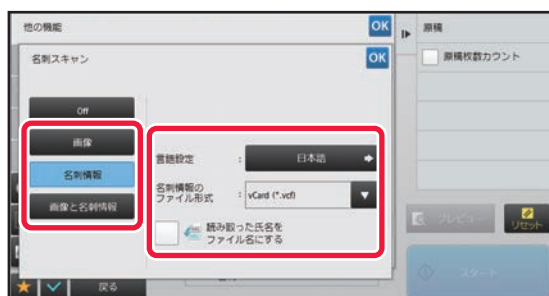 他の機能
OK
原稿
名刺スキャン
OK
原稿枚数カウント
Off
画像
名刺情報
画像と名刺情報
言語設定 : 日本語
名刺情報の
ファイル形式 : vCard (*.vcf)
読み取った氏名を
ファイル名にする
プレビュー
リセット
戻る
スタート